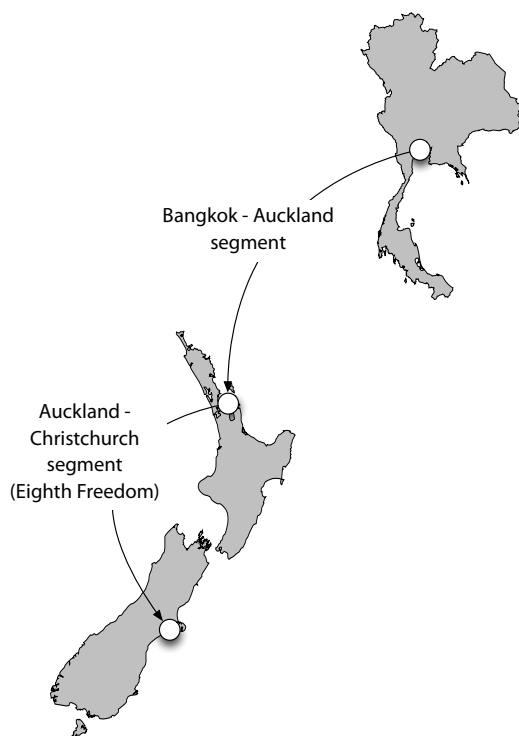 Bangkok - Auckland
segment
Auckland -
Christchurch
segment
(Eighth Freedom)